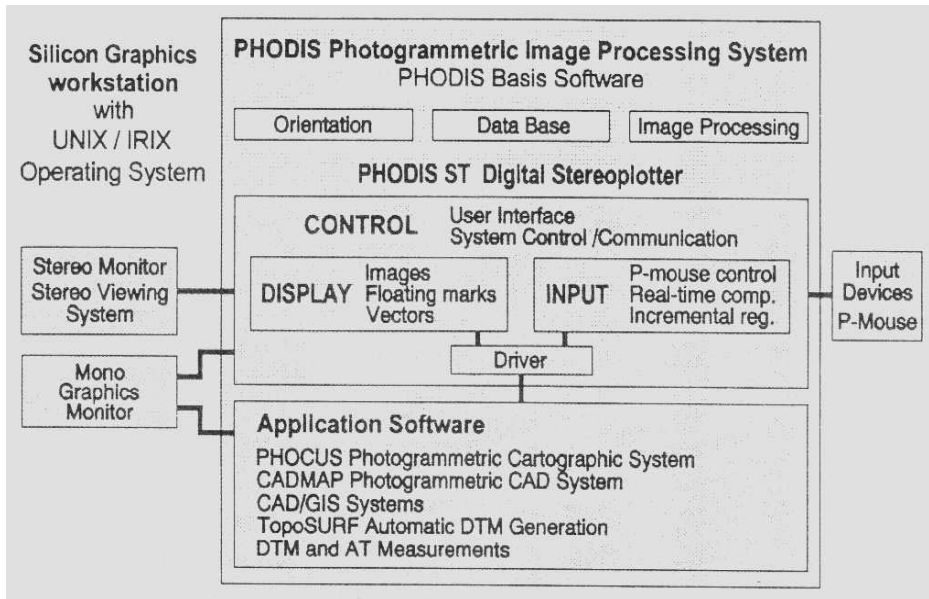 Silicon Graphics
workstation
with
UNIX / IRIX
Operating System
PHODIS Photogrammetric Image Processing System
PHODIS Basis Software
Orientation
Data Base
Image Processing
PHODIS ST Digital Stereoplotter
CONTROL
User Interface
System Control /Communication
Stereo Monitor
Stereo Viewing
System
DISPLAY
Images
Floating marks
Vectors
INPUT
P-mouse control
Real-time comp.
Incremental reg.
Input
Devices
P-Mouse
Driver
Mono
Graphics
Monitor
Application Software
PHOCUS Photogrammetric Cartographic System
CADMAP Photogrammetric CAD System
CAD/GIS Systems
TopoSURF Automatic DTM Generation
DTM and AT Measurements